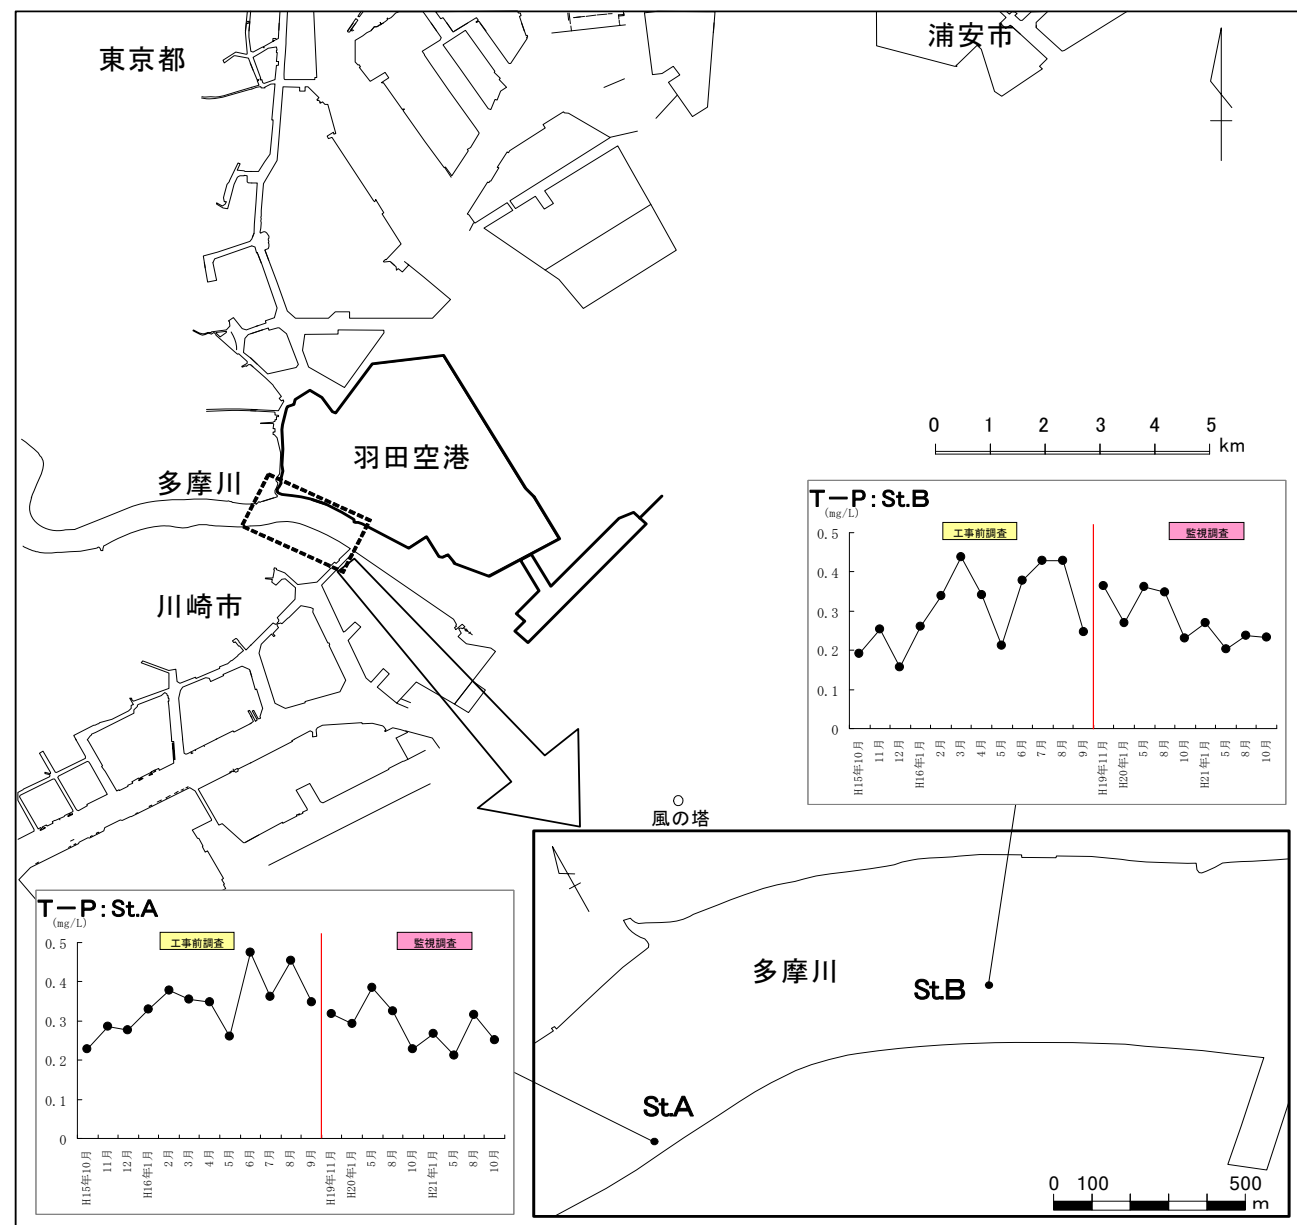 東京都
浦安市
羽田空港
多摩川
川崎市
0 1 2 3 4 5
km
T-P:St.B
(mg/L)
工事前調査 監視調査
0.5
0.4
0.3
0.2
0.1
0
H15年10月 11月 12月 H16年1月 2月 3月 4月 5月 6月 7月 8月 9月 H19年11月 H20年1月 5月 8月 10月 H21年1月 5月 8月 10月
風の塔
T-P:St.A
(mg/L)
工事前調査 監視調査
0.5
0.4
0.3
0.2
0.1
0
H15年10月 11月 12月 H16年1月 2月 3月 4月 5月 6月 7月 8月 9月 H19年11月 H20年1月 5月 8月 10月 H21年1月 5月 8月 10月
多摩川
St.B
St.A
0 100 500
m